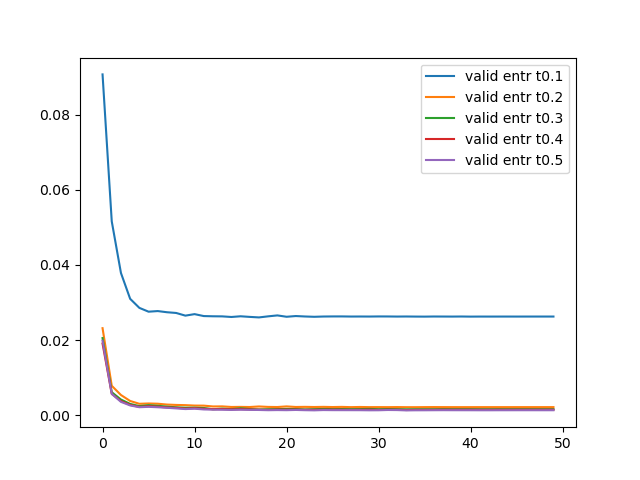 valid entr t0.1
valid entr t0.2
valid entr t0.3
valid entr t0.4
valid entr t0.5
0.08
0.06
0.04
0.02
0.00
0 10 20 30 40 50